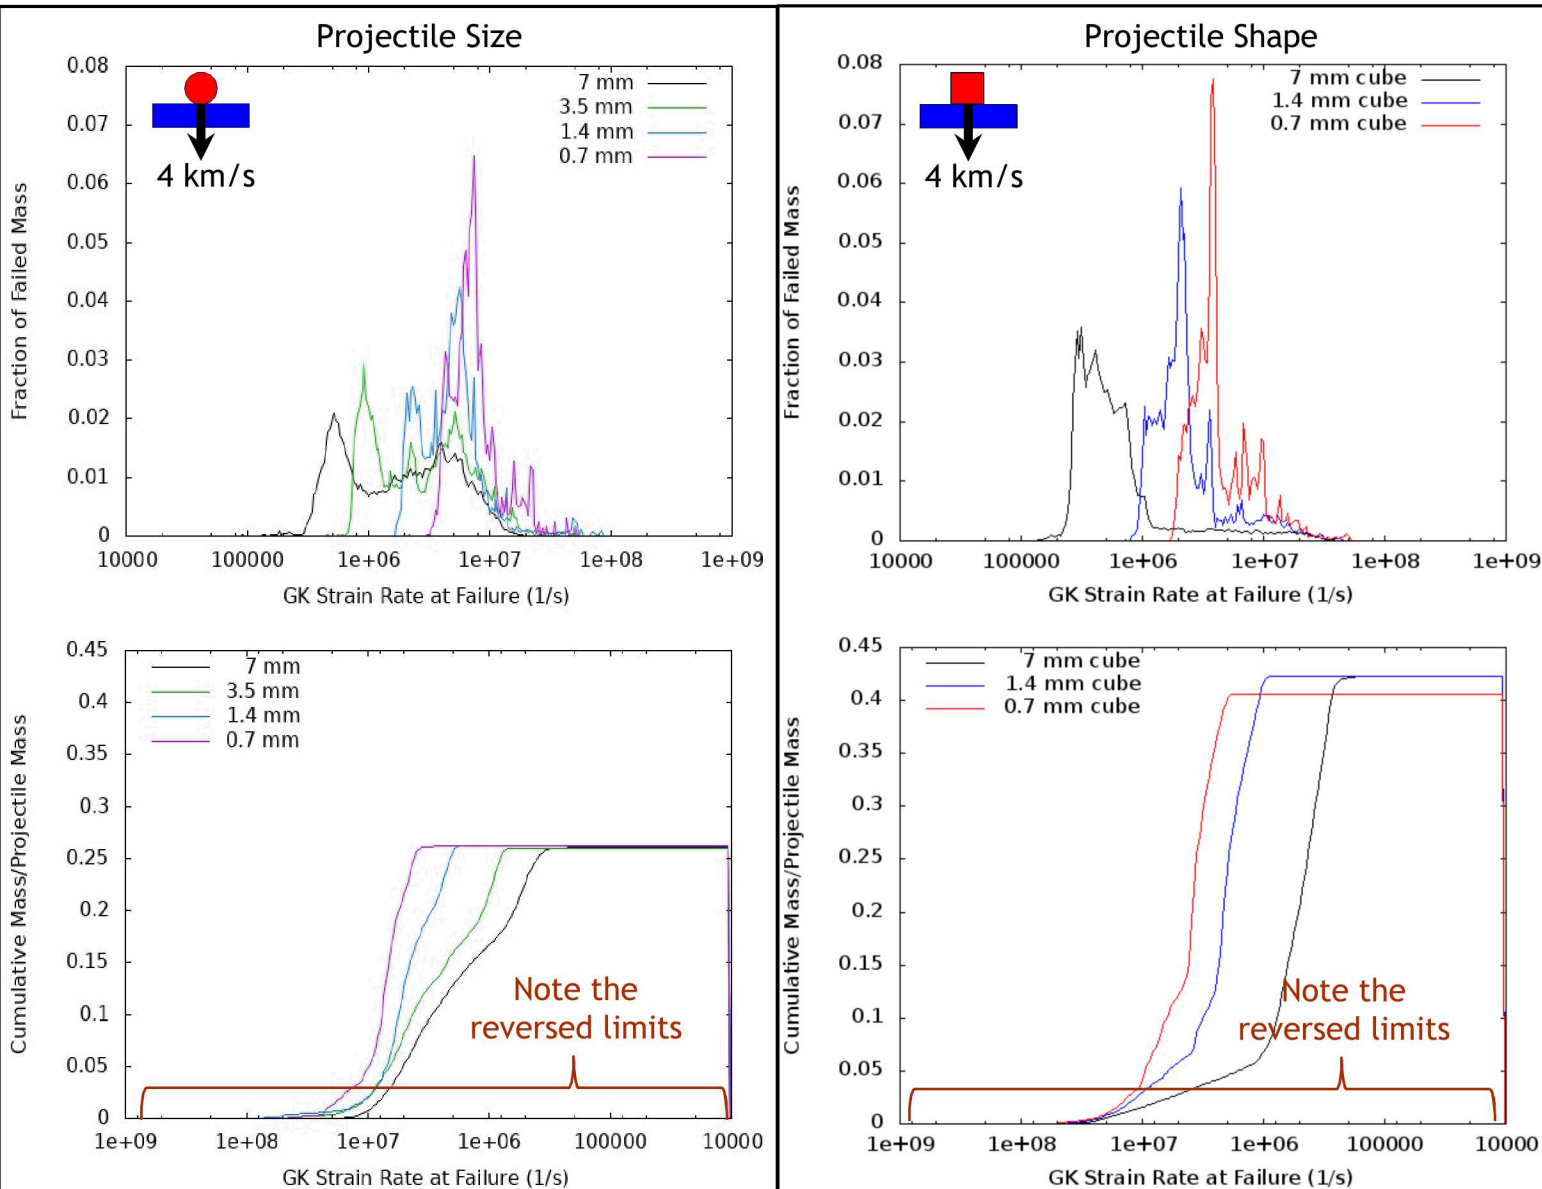 Projectile Size
0.08
0.07
0.06
0.05
0.04
0.03
0.02
0.01
0
Fraction of Failed Mass
4 km/s
7 mm
3.5 mm
1.4 mm
0.7 mm
10000 100000 1e+06 1e+07 1e+08 1e+09
GK Strain Rate at Failure (1/s)
Projectile Shape
0.08
0.07
0.06
0.05
0.04
0.03
0.02
0.01
0
Fraction of Failed Mass
4 km/s
7 mm cube
1.4 mm cube
0.7 mm cube
10000 100000 1e+06 1e+07 1e+08 1e+09
GK Strain Rate at Failure (1/s)
0.45
0.4
0.35
0.3
0.25
0.2
0.15
0.1
0.05
0
Cumulative Mass/Projectile Mass
7 mm
3.5 mm
1.4 mm
0.7 mm
Note the
reversed limits
1e+09 1e+08 1e+07 1e+06 100000 10000
GK Strain Rate at Failure (1/s)
0.45
0.4
0.35
0.3
0.25
0.2
0.15
0.1
0.05
0
Cumulative Mass/Projectile Mass
7 mm cube
1.4 mm cube
0.7 mm cube
Note the
reversed limits
1e+09 1e+08 1e+07 1e+06 100000 10000
GK Strain Rate at Failure (1/s)